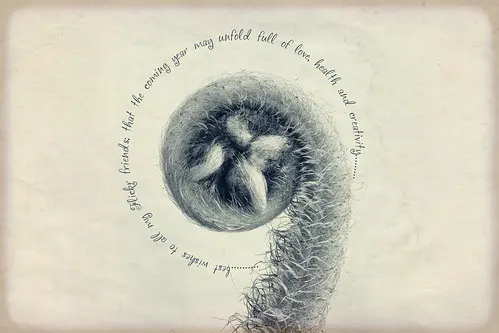 ..........best wishes to all my flickr friends; that the coming year may unfold full of love, health and creativity..........